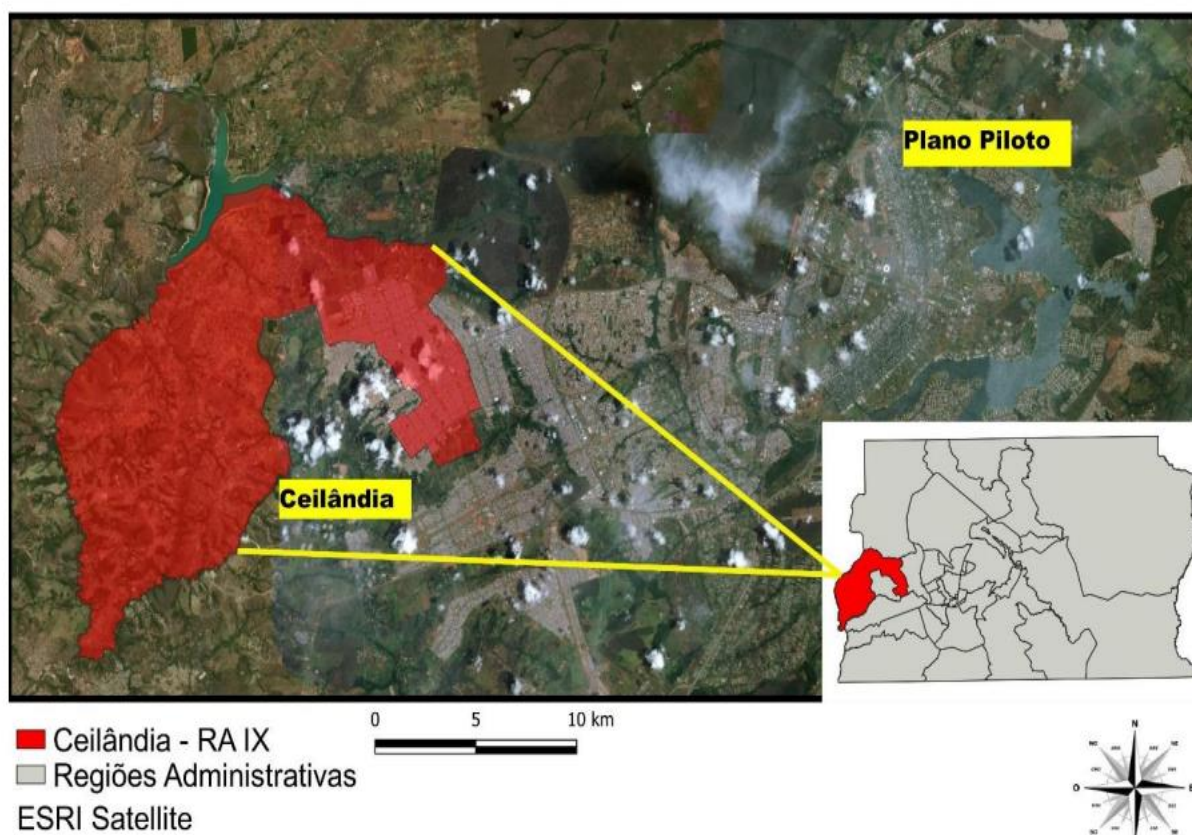 Plano Piloto
Ceilândia
0 5 10 km
Ceilândia - RA IX
Regiões Administrativas
ESRI Satellite
N
O